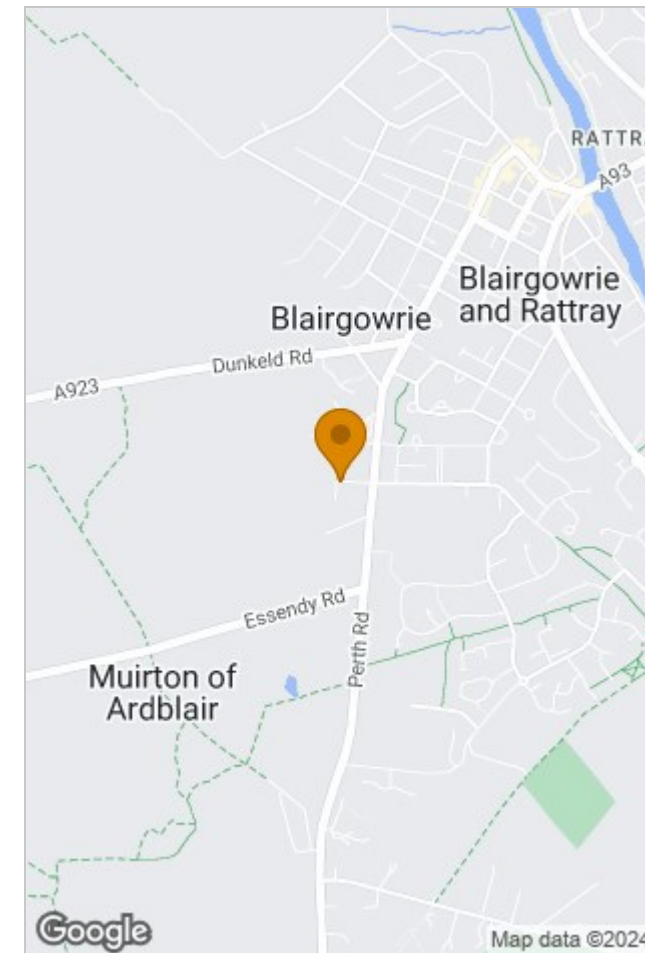 RATTR
A93
Blairgowrie
and Rattray
Blairgowrie
Dunkeld Rd
A923
Essendy Rd
Perth Rd
Muirton of
Ardblair
Google
Map data ©2024